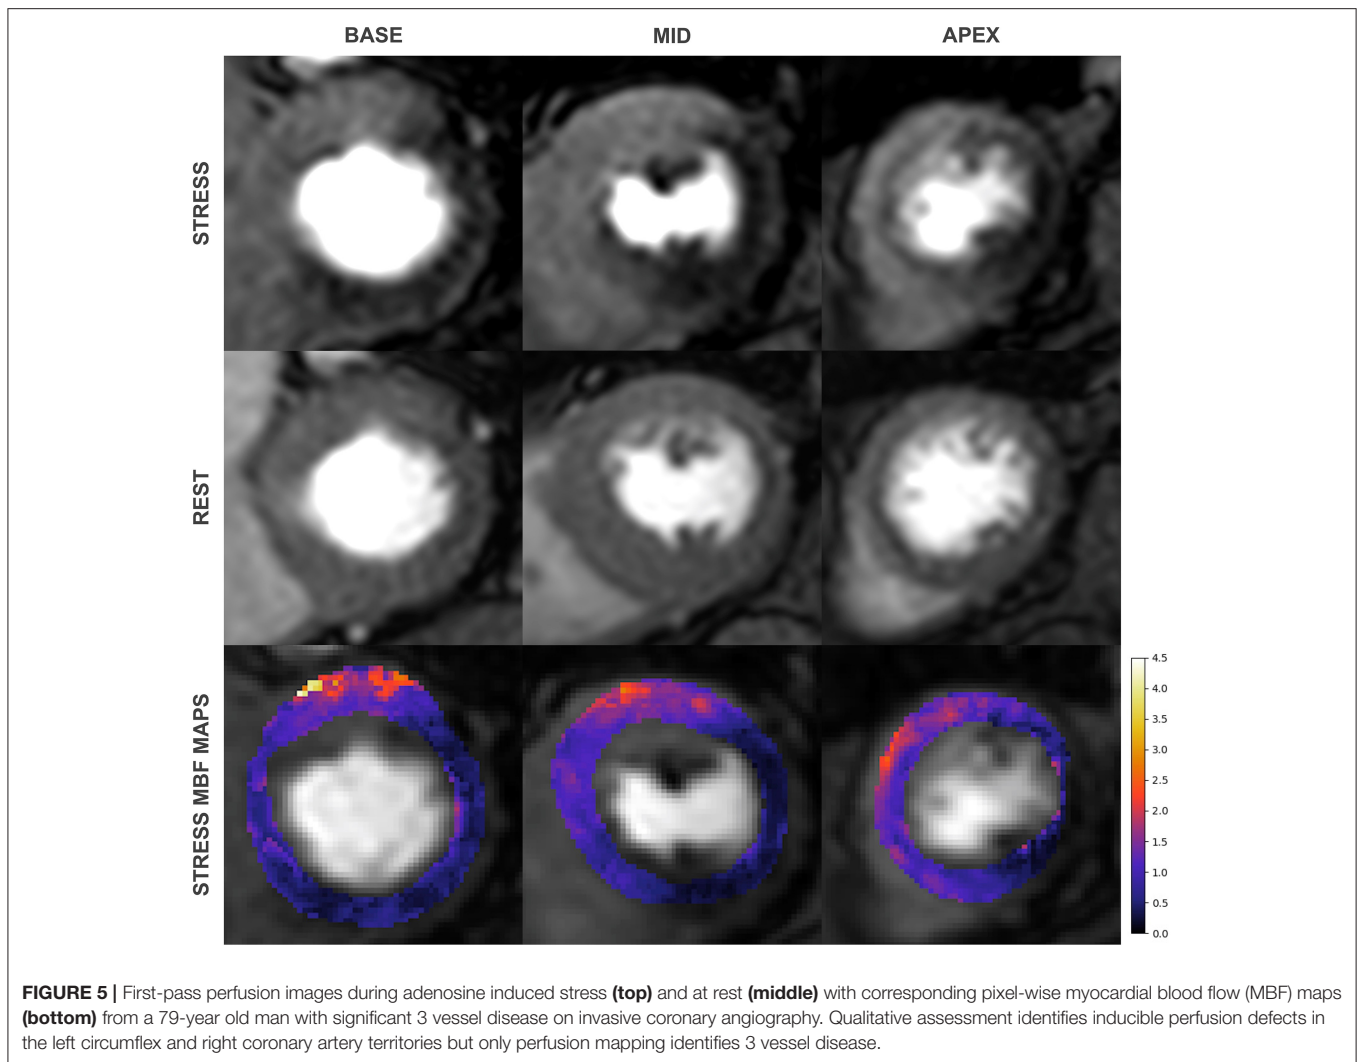 BASE MID APEX
STRESS
REST
STRESS MBF MAPS
4.5
4.0
3.5
3.0
2.5
2.0
1.5
1.0
0.5
0.0
FIGURE 5 | First-pass perfusion images during adenosine induced stress (top) and at rest (middle) with corresponding pixel-wise myocardial blood flow (MBF) maps
(bottom) from a 79-year old man with significant 3 vessel disease on invasive coronary angiography. Qualitative assessment identifies inducible perfusion defects in
the left circumflex and right coronary artery territories but only perfusion mapping identifies 3 vessel disease.